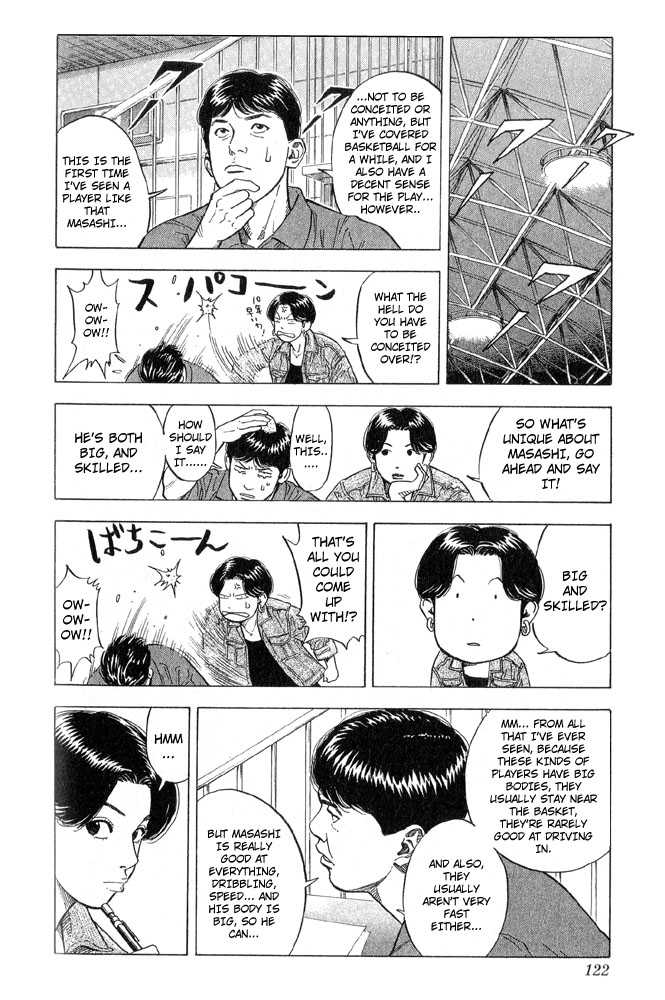 ...NOT TO BE
CONCEITED OR
ANYTHING, BUT
I'VE COVERED
BASKETBALL FOR
A WHILE, AND I
ALSO HAVE A
DECENT SENSE
FOR THE PLAY...
HOWEVER..
THIS IS THE
FIRST TIME
I'VE SEEN A
PLAYER LIKE
THAT
MASASHI...
WHAT THE
HELL DO
YOU HAVE
TO BE
CONCEITED
OVER!?
スパコーン
OW-
OW-
OW!!
SO WHAT'S
UNIQUE ABOUT
MASASHI, GO
AHEAD AND SAY
IT!
WELL,
THIS..
....
HOW
SHOULD
I SAY
IT......
HE'S BOTH
BIG, AND
SKILLED...
BIG
AND
SKILLED?
THAT'S
ALL YOU
COULD
COME
UP
WITH!?
ばちこーん
OW-
OW-
OW!!
MM... FROM ALL
THAT I'VE EVER
SEEN, BECAUSE
THESE KINDS OF
PLAYERS HAVE BIG
BODIES, THEY
USUALLY STAY NEAR
THE BASKET,
THEY'RE RARELY
GOOD AT DRIVING
IN.
AND ALSO,
THEY
USUALLY
AREN'T VERY
FAST
EITHER...
BUT MASASHI
IS REALLY
GOOD AT
EVERYTHING,
DRIBBLING,
SPEED... AND
HIS BODY IS
BIG, SO HE
CAN...
HMM
...
122